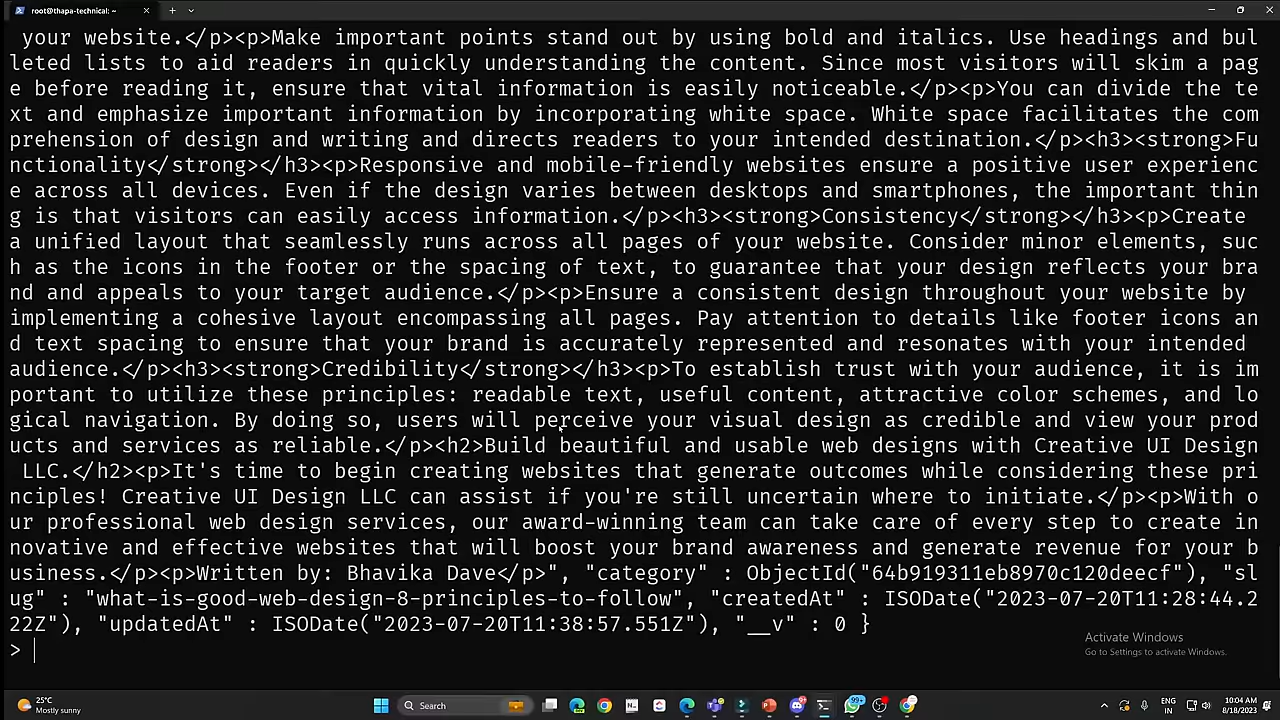 root@thapa-technical: ~
your website.</p><p>Make important points stand out by using bold and italics. Use headings and bul
leted lists to aid readers in quickly understanding the content. Since most visitors will skim a pag
e before reading it, ensure that vital information is easily noticeable.</p><p>You can divide the te
xt and emphasize important information by incorporating white space. White space facilitates the com
prehension of design and writing and directs readers to your intended destination.</p><h3><strong>Fu
nctionality</strong></h3><p>Responsive and mobile-friendly websites ensure a positive user experienc
e across all devices. Even if the design varies between desktops and smartphones, the important thin
g is that visitors can easily access information.</p><h3><strong>Consistency</strong></h3><p>Create
a unified layout that seamlessly runs across all pages of your website. Consider minor elements, suc
h as the icons in the footer or the spacing of text, to guarantee that your design reflects your bra
nd and appeals to your target audience.</p><p>Ensure a consistent design throughout your website by
implementing a cohesive layout encompassing all pages. Pay attention to details like footer icons an
d text spacing to ensure that your brand is accurately represented and resonates with your intended
audience.</p><h3><strong>Credibility</strong></h3><p>To establish trust with your audience, it is im
portant to utilize these principles: readable text, useful content, attractive color schemes, and lo
gical navigation. By doing so, users will perceive your visual design as credible and view your prod
ucts and services as reliable.</p><h2>Build beautiful and usable web designs with Creative UI Design
LLC.</h2><p>It's time to begin creating websites that generate outcomes while considering these pri
nciples! Creative UI Design LLC can assist if you're still uncertain where to initiate.</p><p>With o
ur professional web design services, our award-winning team can take care of every step to create in
novative and effective websites that will boost your brand awareness and generate revenue for your b
usiness.</p><p>Written by: Bhavika Dave</p>", "category" : ObjectId("64b919311eb8970c120deecf"), "sl
ug" : "what-is-good-web-design-8-principles-to-follow", "createdAt" : ISODate("2023-07-20T11:28:44.2
22Z"), "updatedAt" : ISODate("2023-07-20T11:38:57.551Z"), "__v" : 0 }
>
Activate Windows
Go to Settings to activate Windows.
25°C
Mostly sunny
Search
99+
ENG
IN
10:04 AM
8/18/2023